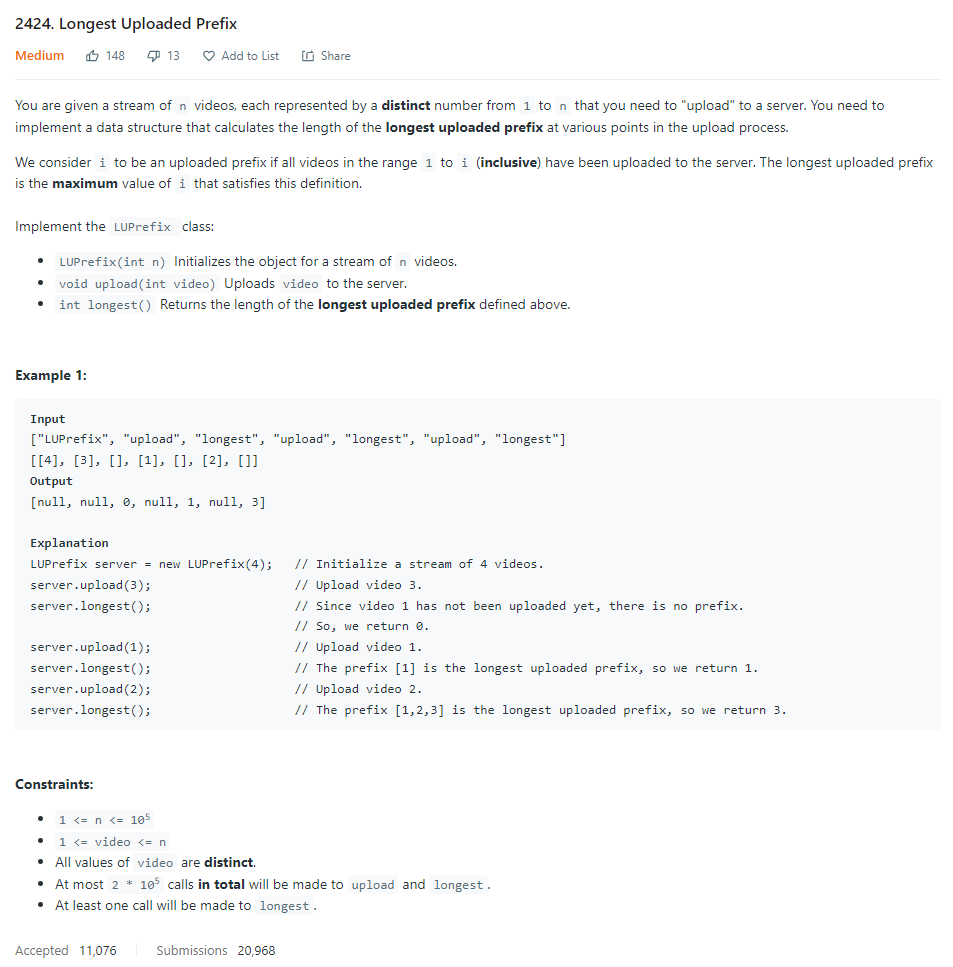 2424. Longest Uploaded Prefix
Medium 148 13 Add to List Share
You are given a stream of n videos, each represented by a distinct number from 1 to n that you need to "upload" to a server. You need to
implement a data structure that calculates the length of the longest uploaded prefix at various points in the upload process.
We consider i to be an uploaded prefix if all videos in the range 1 to i (inclusive) have been uploaded to the server. The longest uploaded prefix
is the maximum value of i that satisfies this definition.
Implement the LUPrefix class:
• LUPrefix(int n) Initializes the object for a stream of n videos.
• void upload(int video) Uploads video to the server.
• int longest() Returns the length of the longest uploaded prefix defined above.
Example 1:
Input
["LUPrefix", "upload", "longest", "upload", "longest", "upload", "longest"]
[[4], [3], [], [1], [], [2], []]
Output
[null, null, 0, null, 1, null, 3]
Explanation
LUPrefix server = new LUPrefix(4);   // Initialize a stream of 4 videos.
server.upload(3);                    // Upload video 3.
server.longest();                    // Since video 1 has not been uploaded yet, there is no prefix.
                                     // So, we return 0.
server.upload(1);                    // Upload video 1.
server.longest();                    // The prefix [1] is the longest uploaded prefix, so we return 1.
server.upload(2);                    // Upload video 2.
server.longest();                    // The prefix [1,2,3] is the longest uploaded prefix, so we return 3.
Constraints:
• 1 <= n <= 10⁵
• 1 <= video <= n
• All values of video are distinct.
• At most 2 * 10⁵ calls in total will be made to upload and longest.
• At least one call will be made to longest.
Accepted 11,076 Submissions 20,968